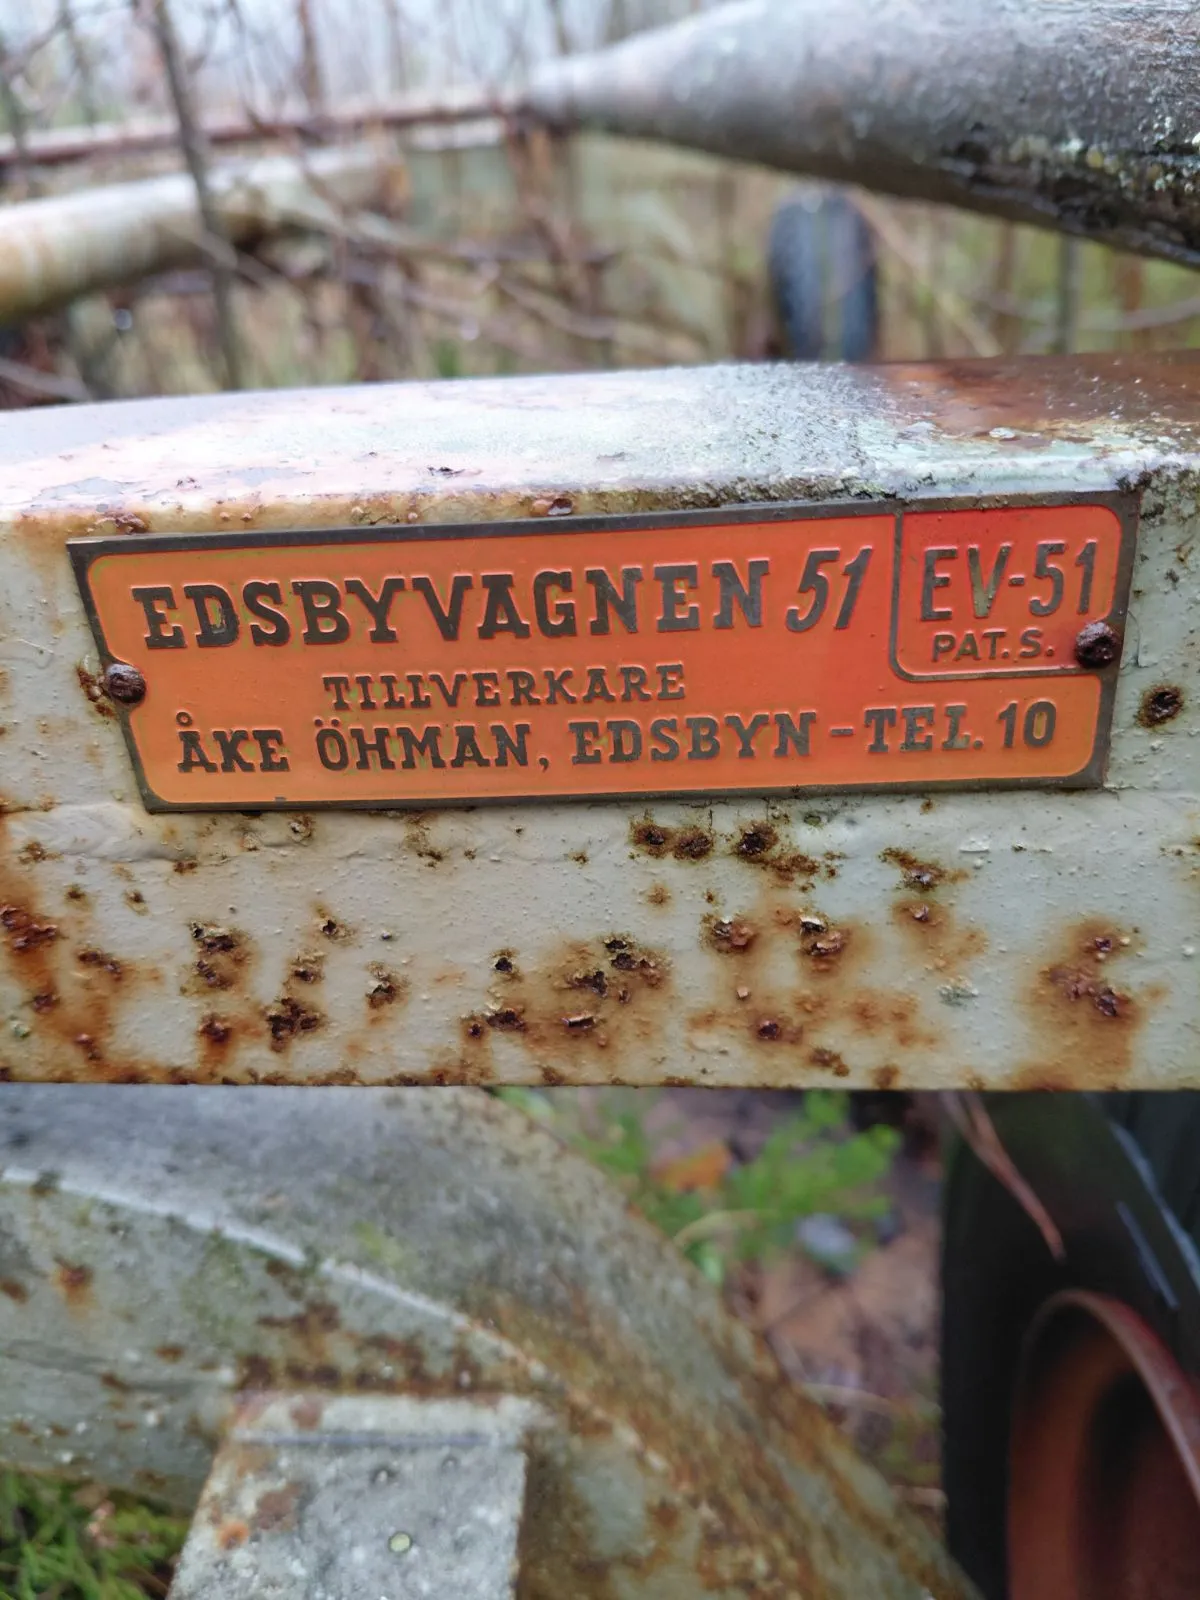 EDSBYVAGNEN 51
EV-51
PAT. S.
TILLVERKARE
ÅKE ÖHMAN, EDSBYN - TEL. 10